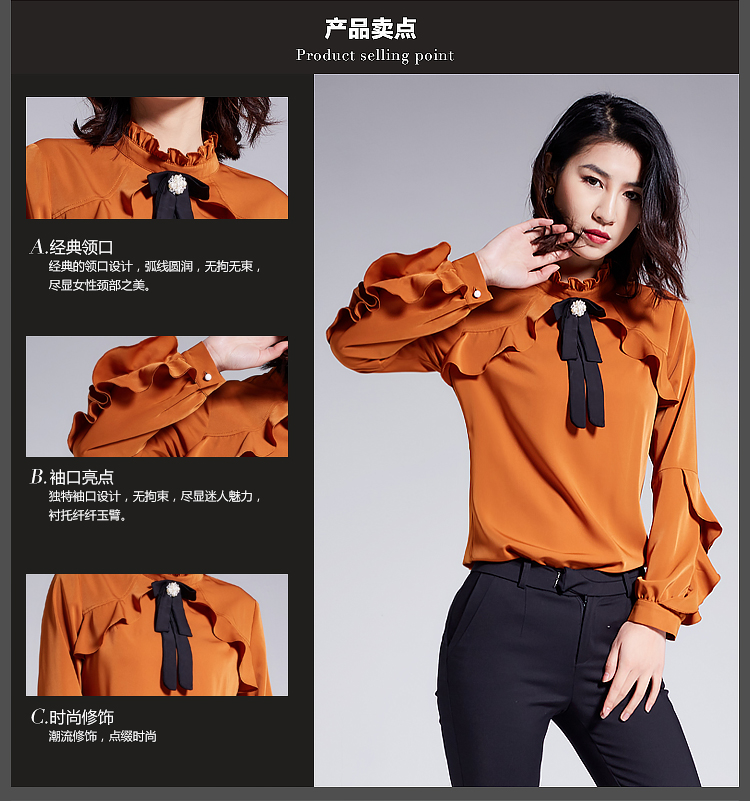 产品卖点
Product selling point
A.经典领口
经典的领口设计，弧线圆润，无拘无束，
尽显女性颈部之美。
B.袖口亮点
独特袖口设计，无拘束，尽显迷人魅力，
衬托纤纤玉臂。
C.时尚修饰
潮流修饰，点缀时尚